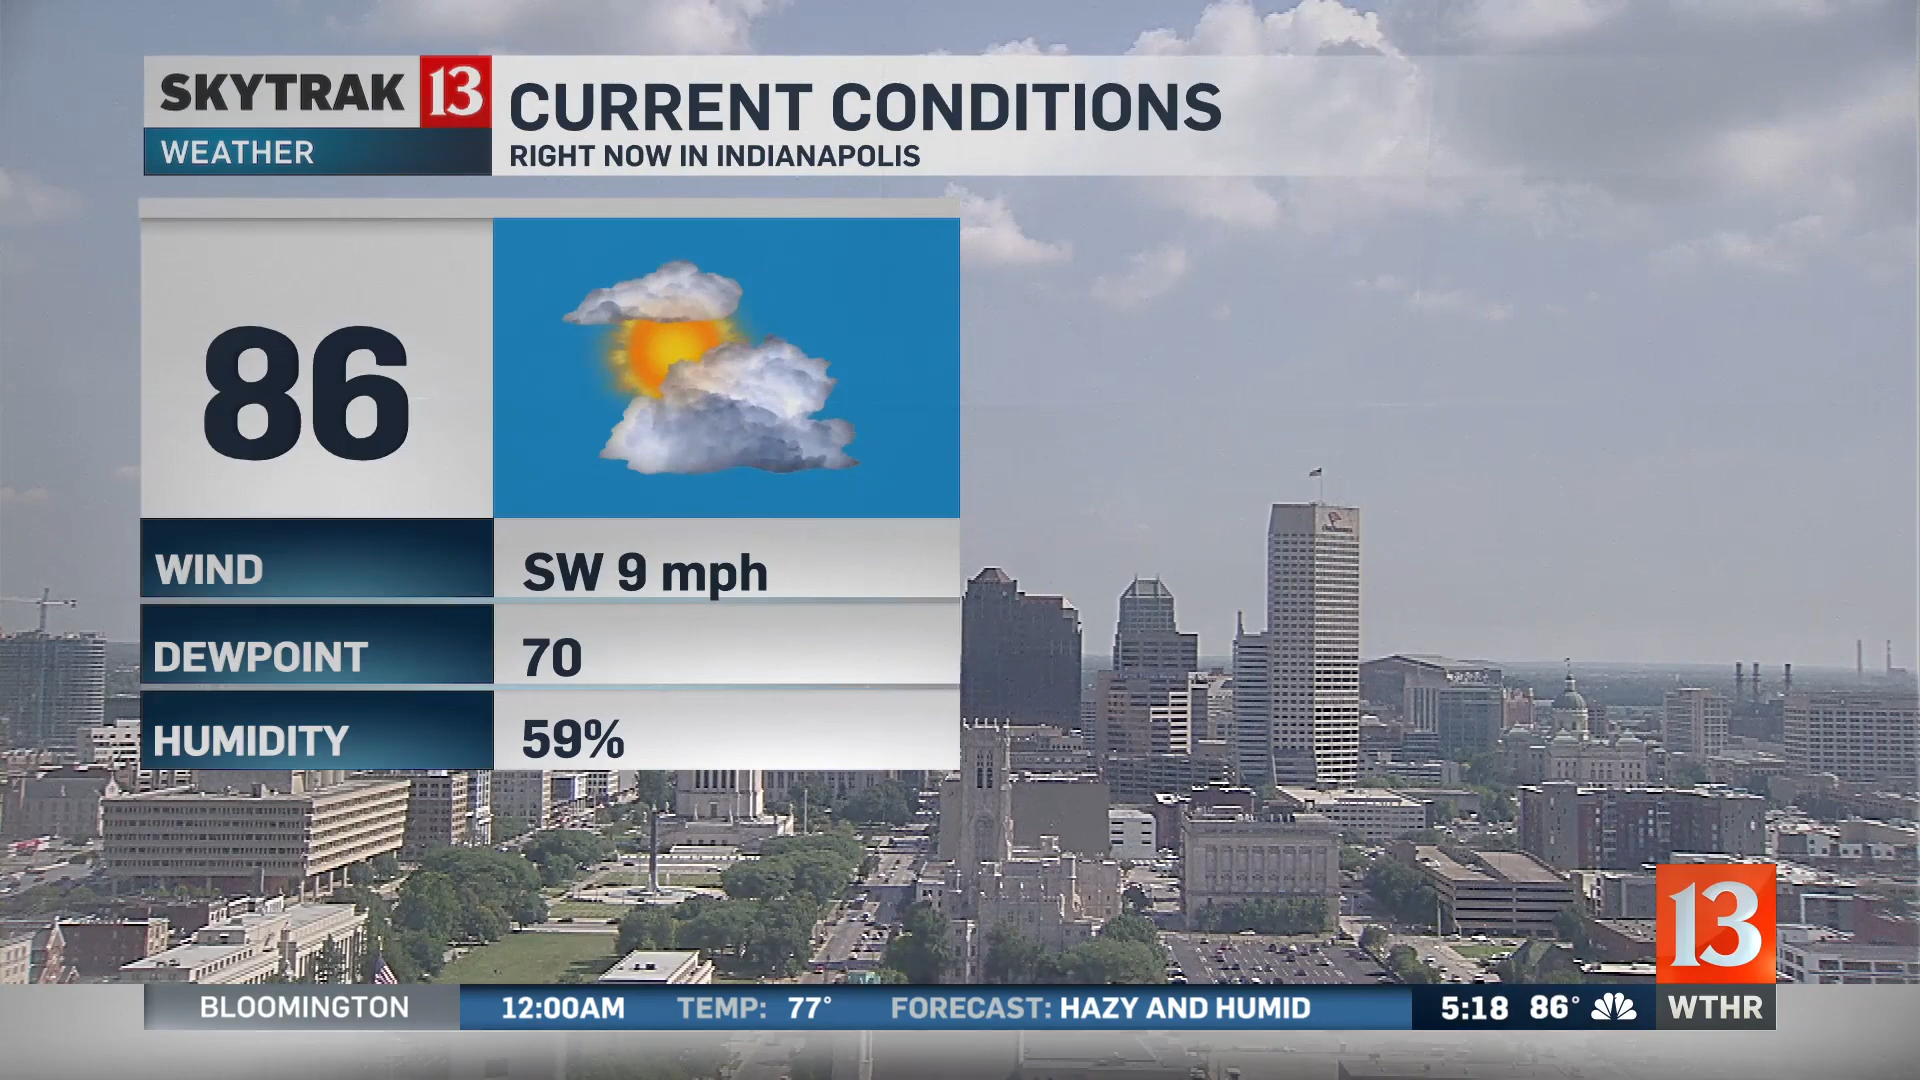 SKYTRAK 13
WEATHER
CURRENT CONDITIONS
RIGHT NOW IN INDIANAPOLIS
86
WIND SW 9 mph
DEWPOINT 70
HUMIDITY 59%
13
BLOOMINGTON 12:00AM TEMP: 77° FORECAST: HAZY AND HUMID 5:18 86° WTHR